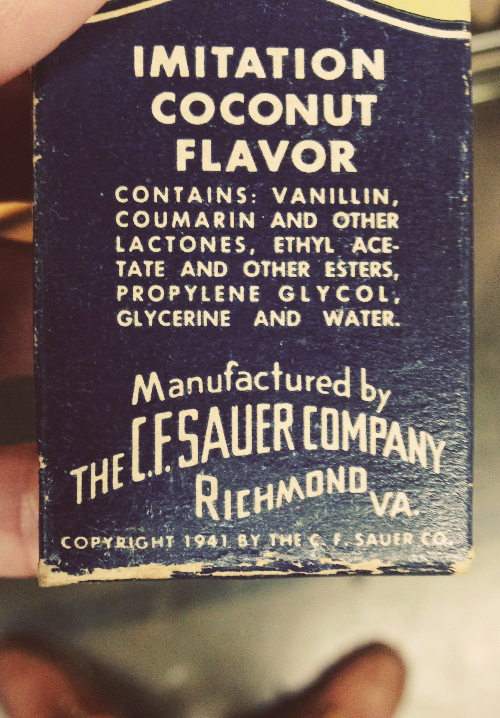 IMITATION
COCONUT
FLAVOR
CONTAINS: VANILLIN,
COUMARIN AND OTHER
LACTONES, ETHYL ACE-
TATE AND OTHER ESTERS,
PROPYLENE GLYCOL,
GLYCERINE AND WATER.
Manufactured by
THE C.F. SAUER COMPANY
RICHMOND, VA.
COPYRIGHT 1941 BY THE C. F. SAUER CO.